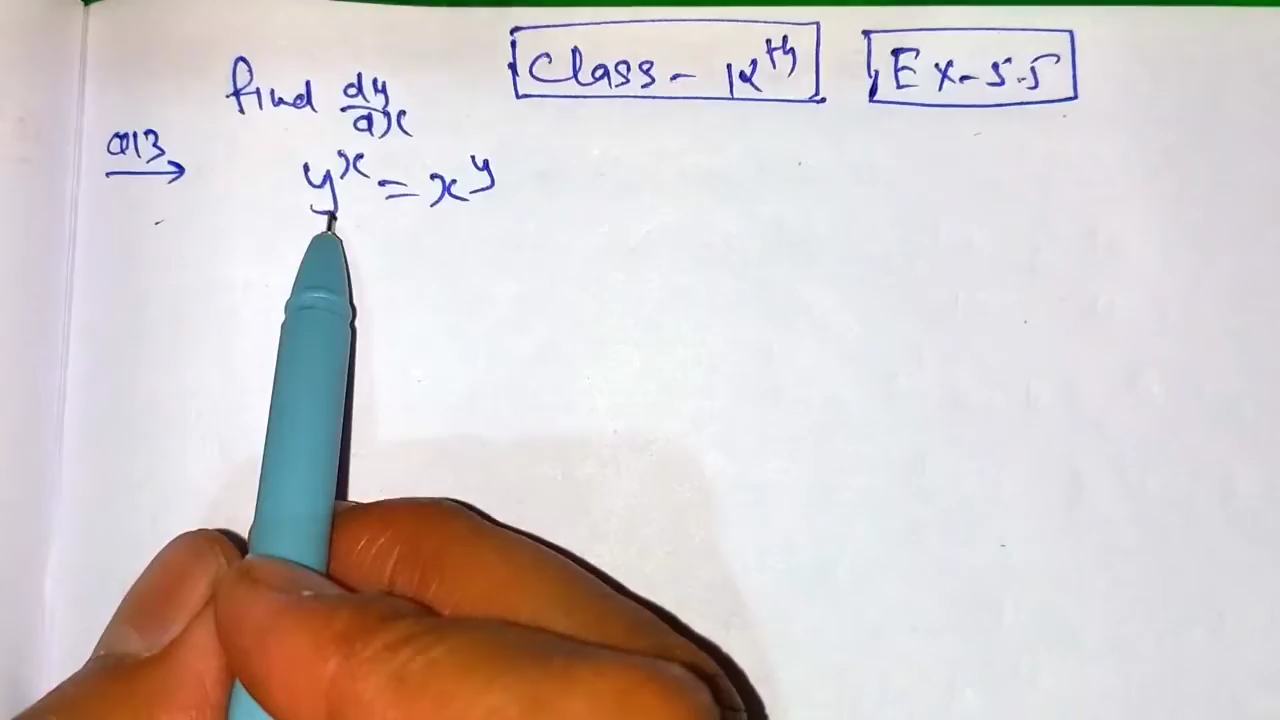 Class - 12th
Ex-5.5
find dy/dx
Q13
y^x = x^y